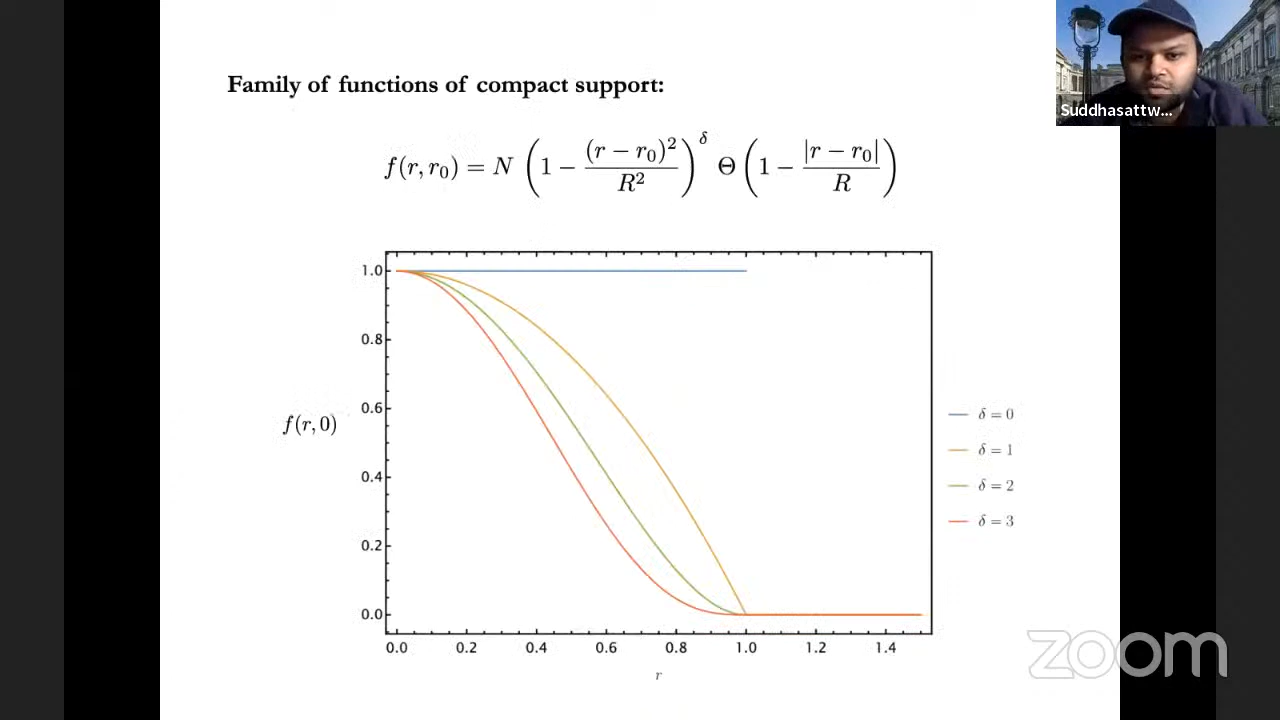 Suddhasattw...
Family of functions of compact support:
f(r, r₀) = N (1 − (r − r₀)²/R²)^δ Θ (1 − |r − r₀|/R)
1.0
0.8
0.6
0.4
0.2
0.0
f(r, 0)
0.0 0.2 0.4 0.6 0.8 1.0 1.2 1.4
r
δ = 0
δ = 1
δ = 2
δ = 3
zoom